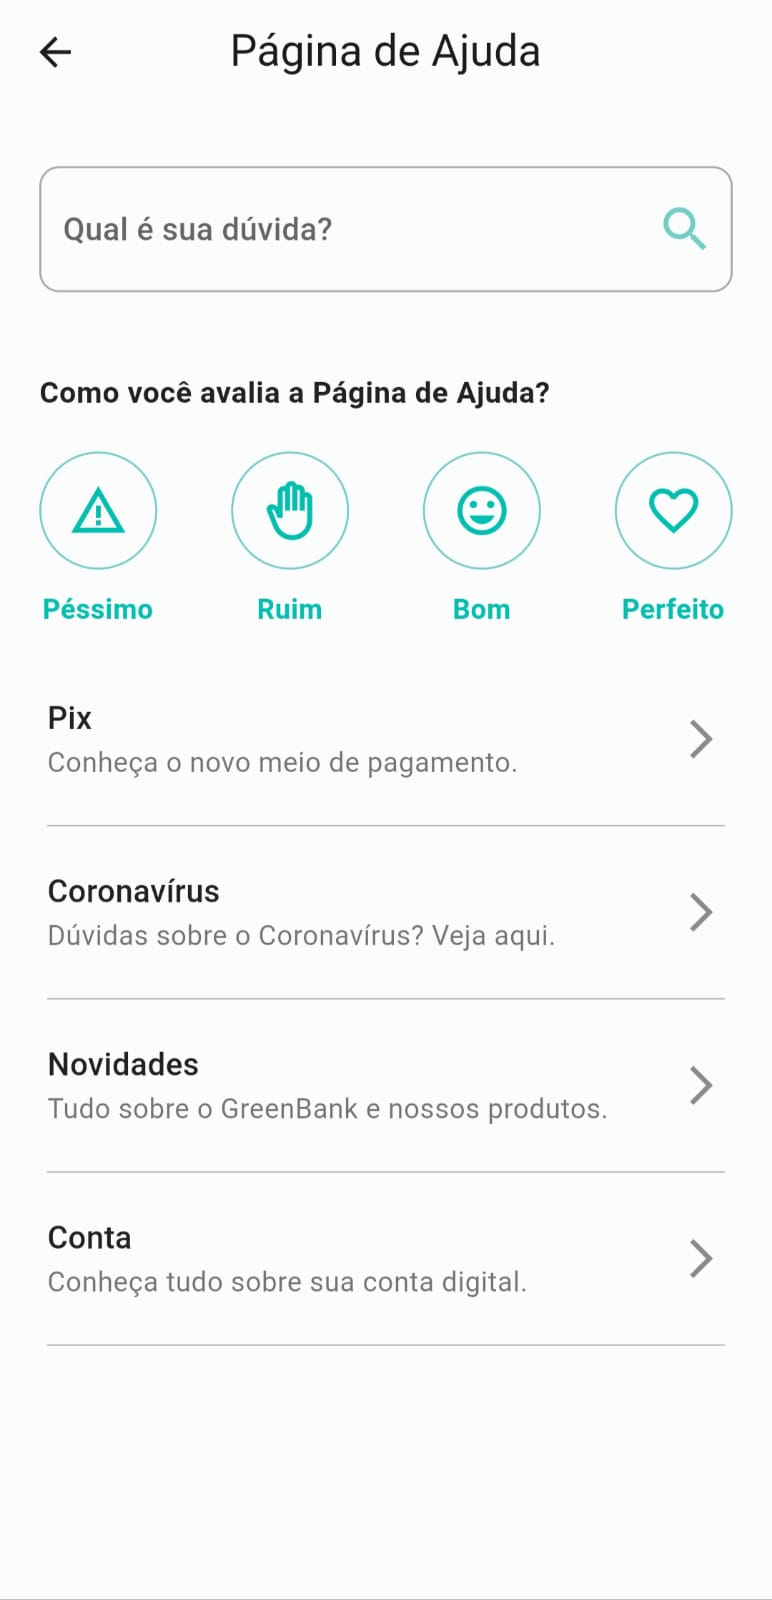 Página de Ajuda
Qual é sua dúvida?
Como você avalia a Página de Ajuda?
Péssimo
Ruim
Bom
Perfeito
Pix
Conheça o novo meio de pagamento.
Coronavírus
Dúvidas sobre o Coronavírus? Veja aqui.
Novidades
Tudo sobre o GreenBank e nossos produtos.
Conta
Conheça tudo sobre sua conta digital.